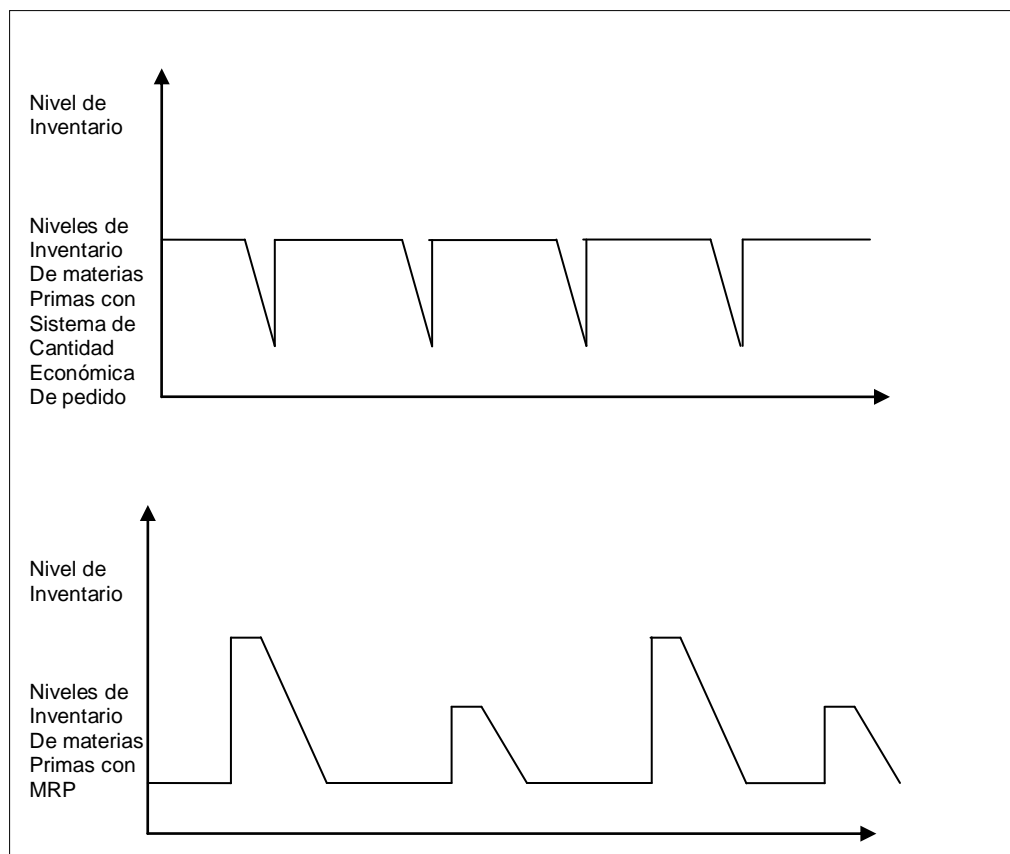 Nivel de
Inventario
Niveles de
Inventario
De materias
Primas con
Sistema de
Cantidad
Económica
De pedido
Nivel de
Inventario
Niveles de
Inventario
De materias
Primas con
MRP